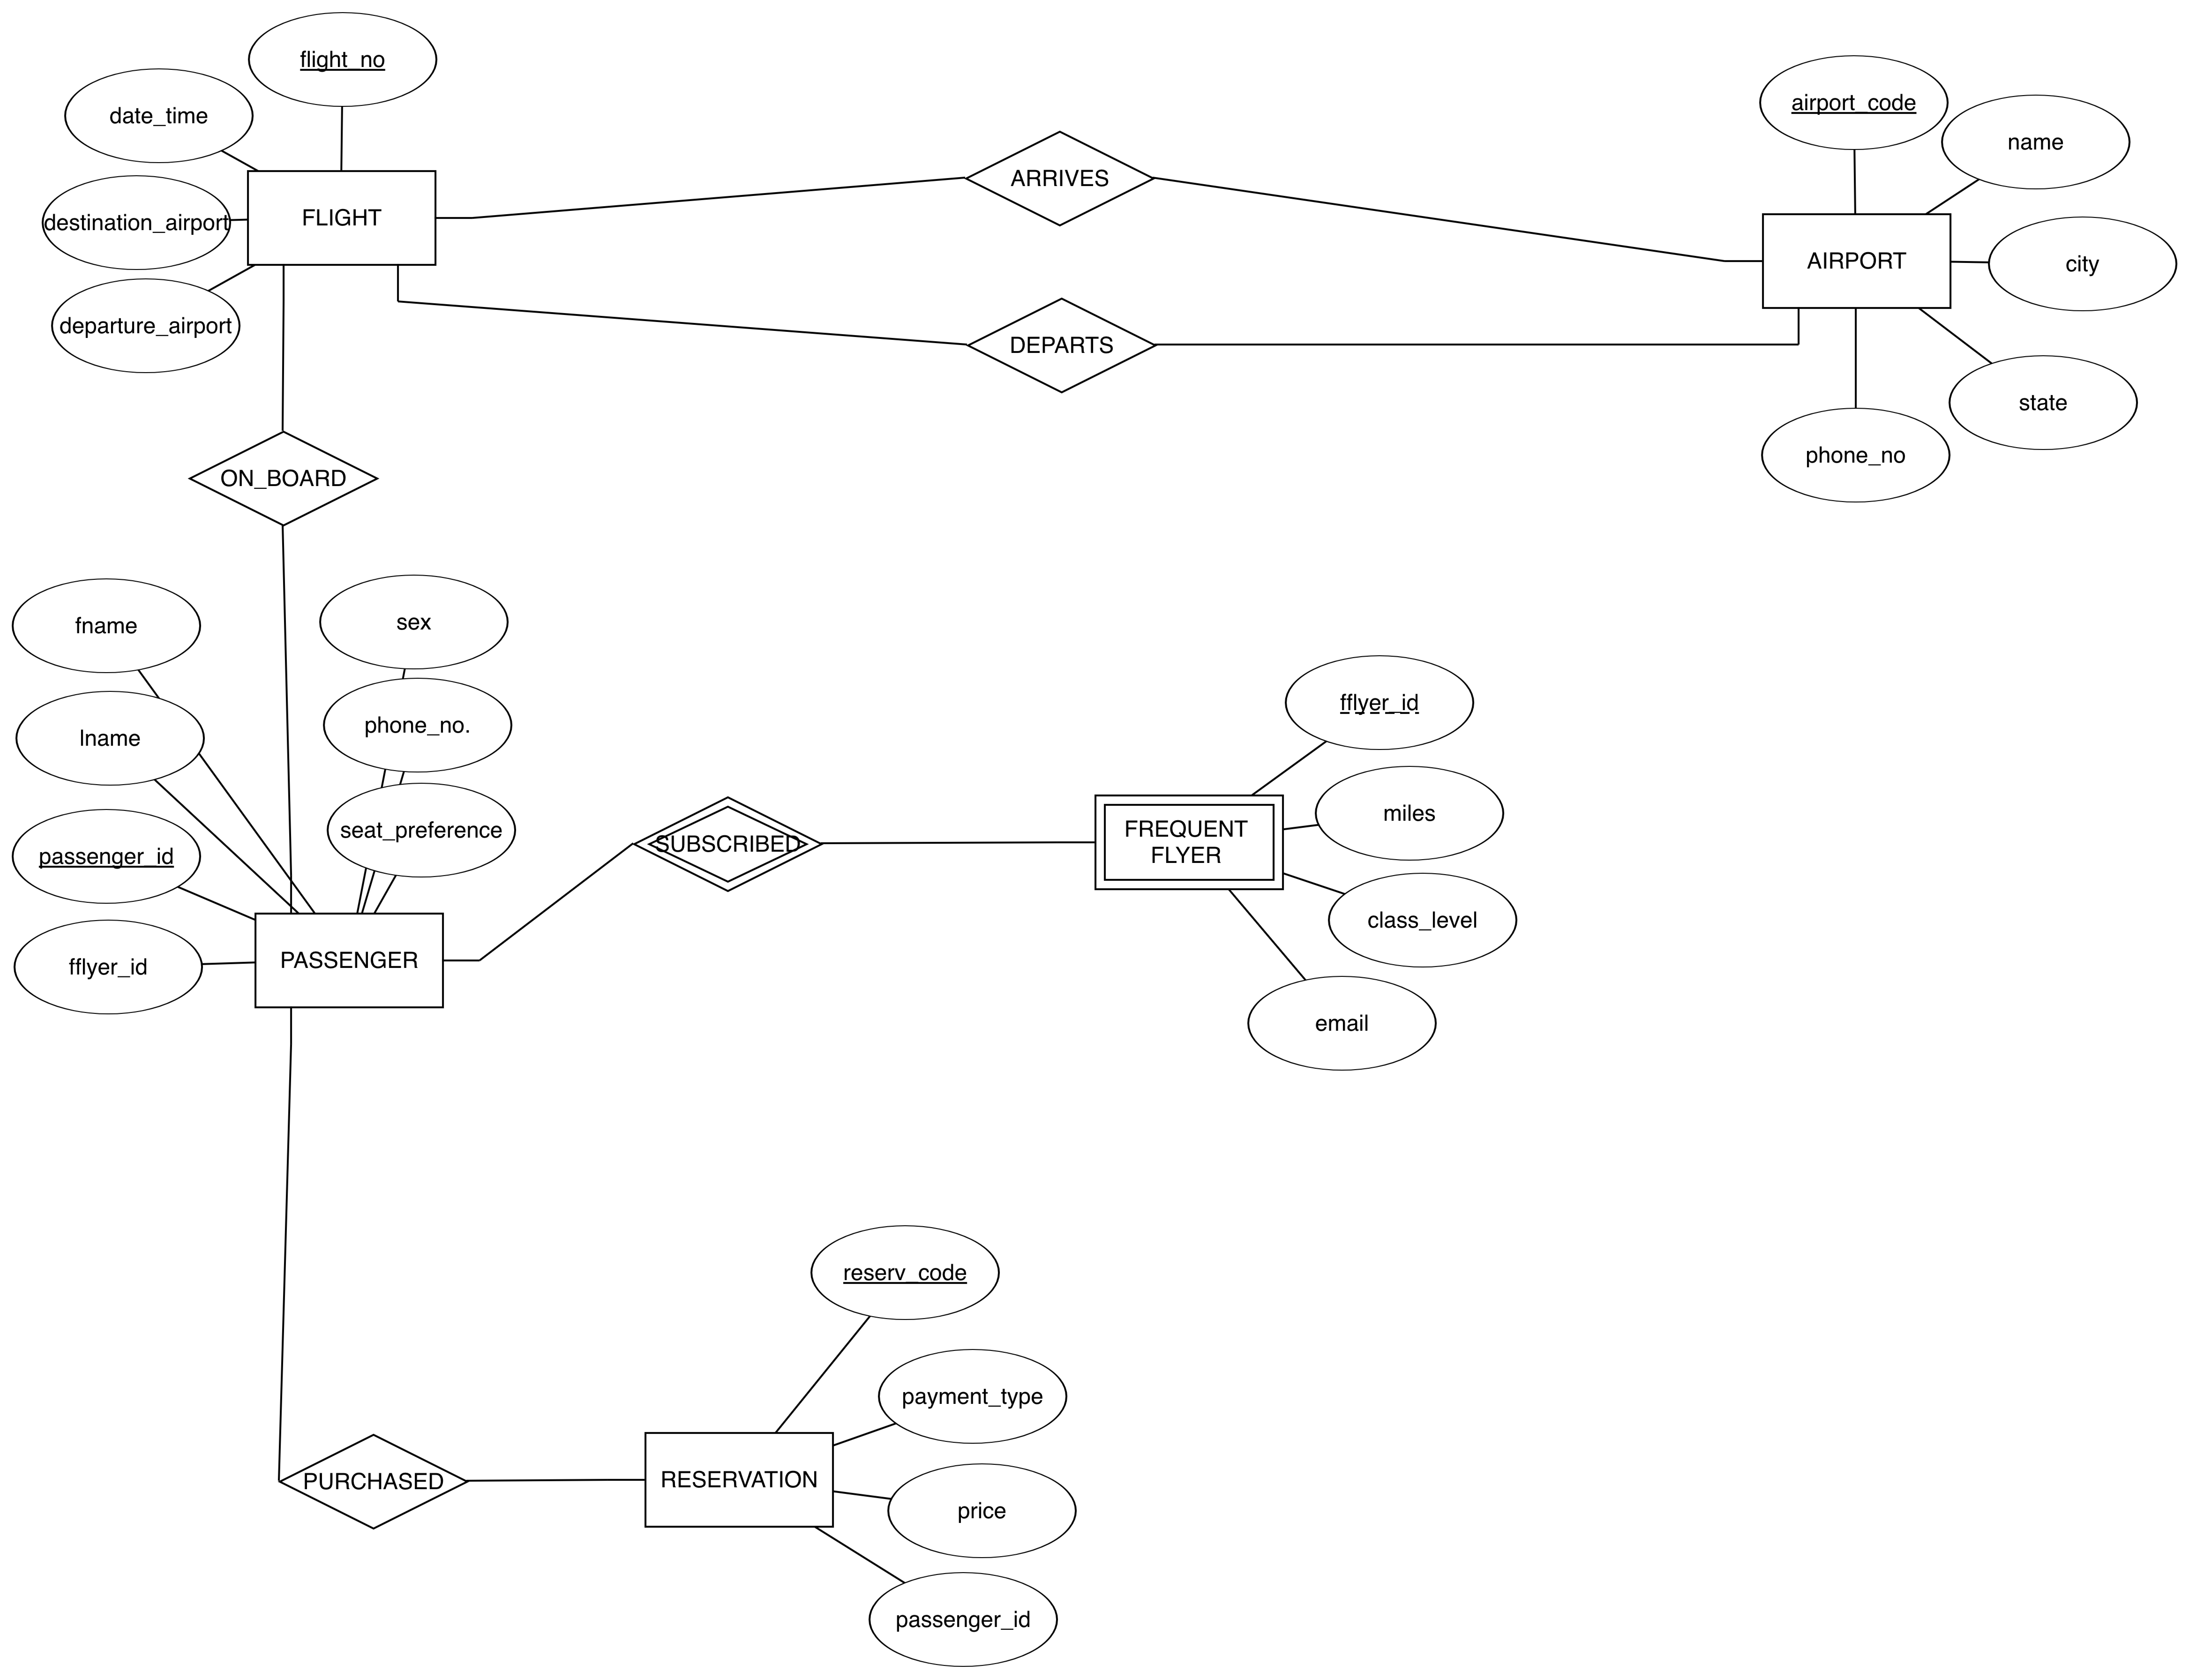 flight_no
date_time
destination_airport
departure_airport
FLIGHT
ARRIVES
DEPARTS
airport_code
name
city
state
phone_no
AIRPORT
ON_BOARD
fname
lname
passenger_id
fflyer_id
sex
phone_no.
seat_preference
PASSENGER
SUBSCRIBED
FREQUENT
FLYER
fflyer_id
miles
class_level
email
PURCHASED
RESERVATION
reserv_code
payment_type
price
passenger_id